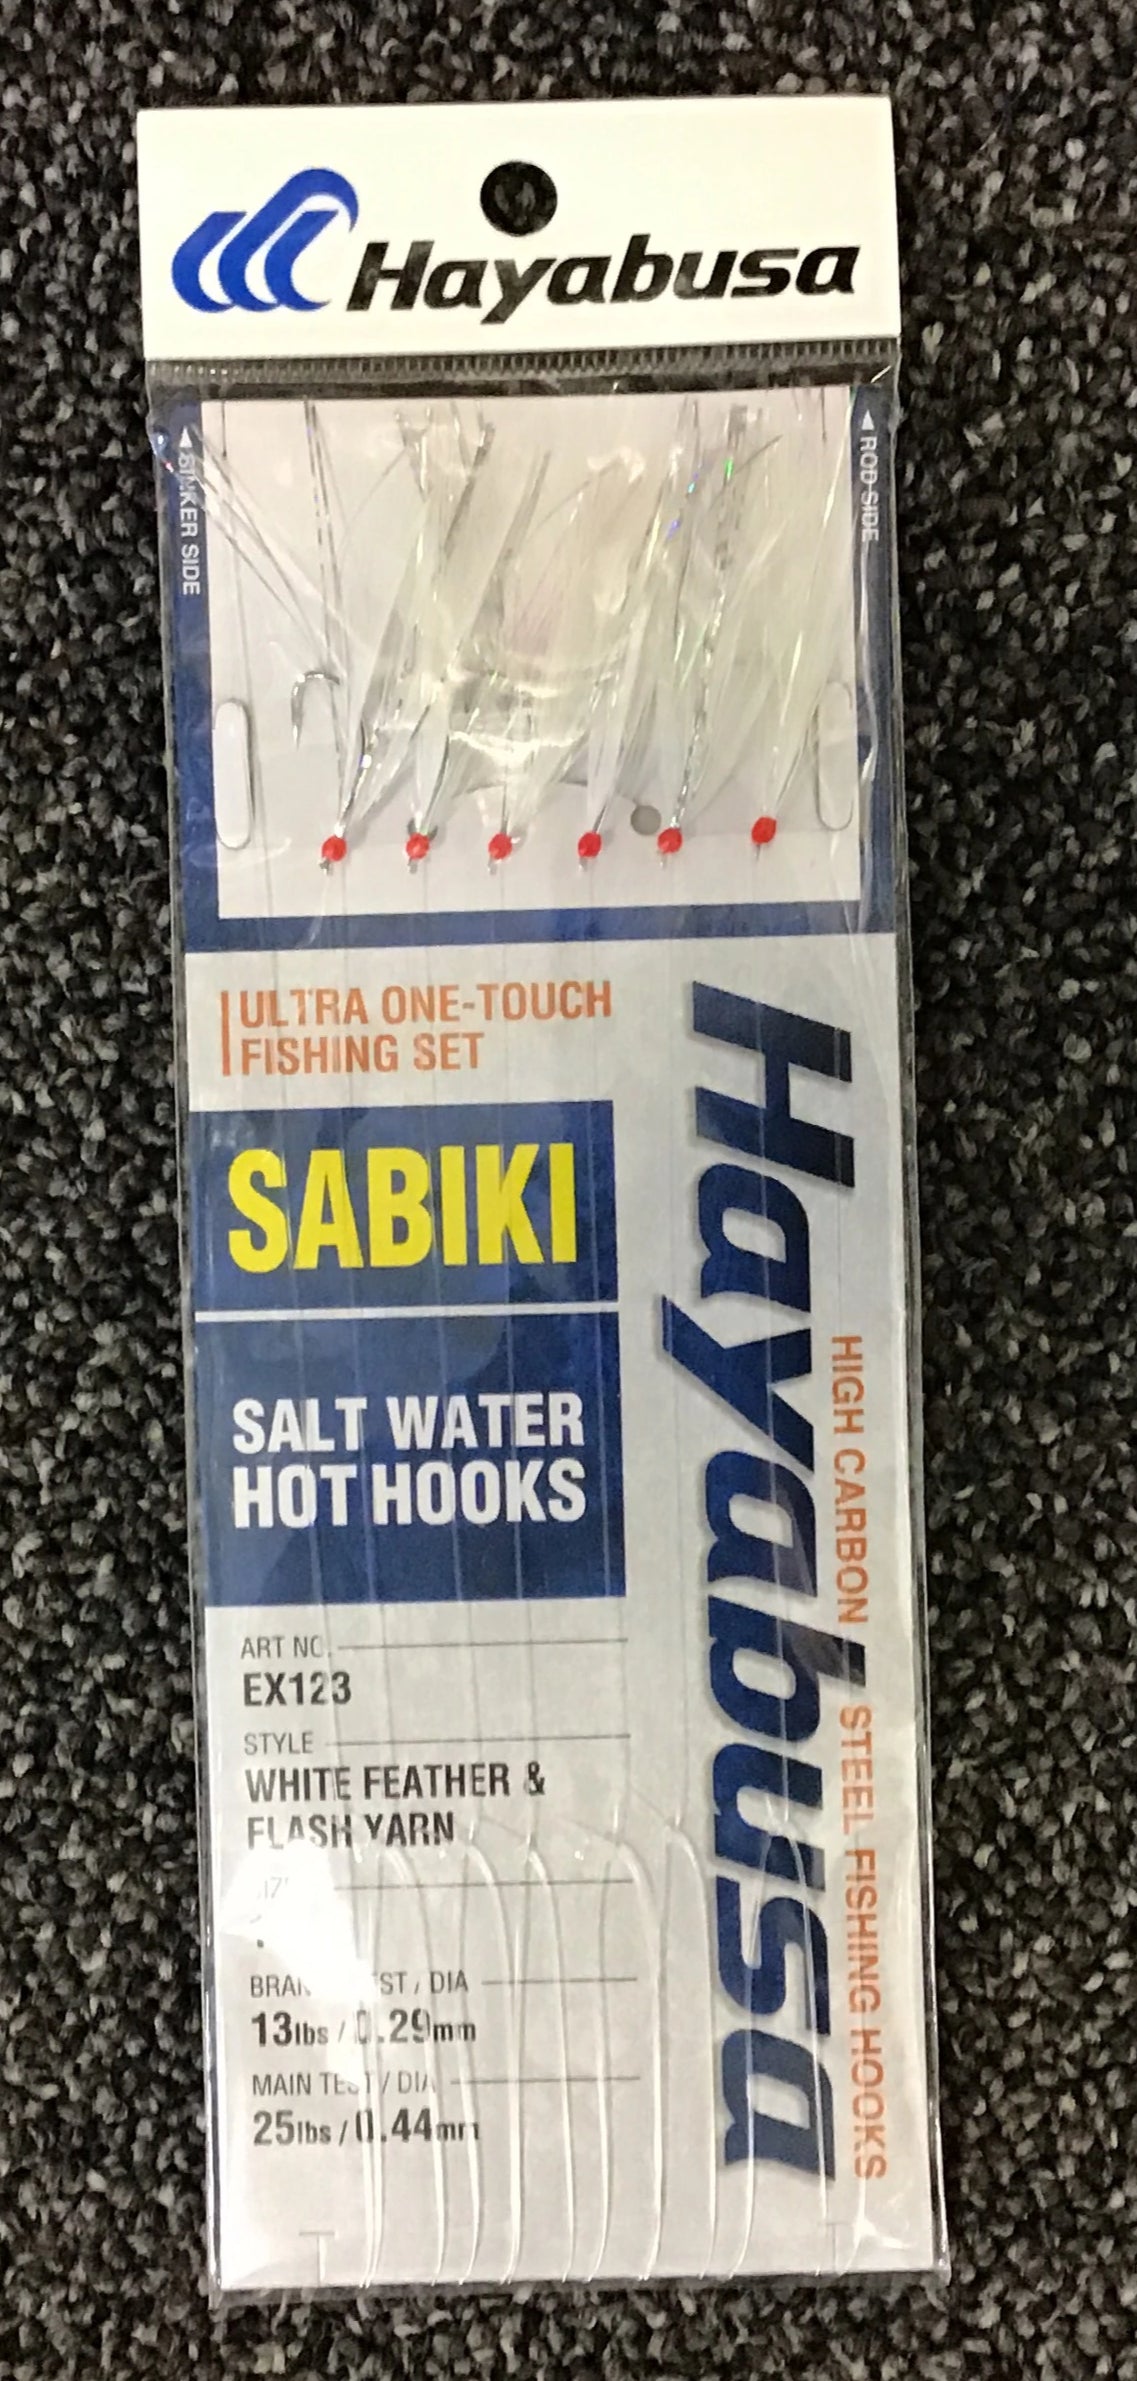 Hayabusa
◀ SINKER SIDE
◀ ROD SIDE
ULTRA ONE-TOUCH
FISHING SET
SABIKI
SALT WATER
HOT HOOKS
ART NO.
EX123
STYLE
WHITE FEATHER &
FLASH YARN
TEST / DIA
13lbs / 0.29mm
MAIN TEST / DIA
25lbs / 0.44mm
Hayabusa
HIGH CARBON STEEL FISHING HOOKS